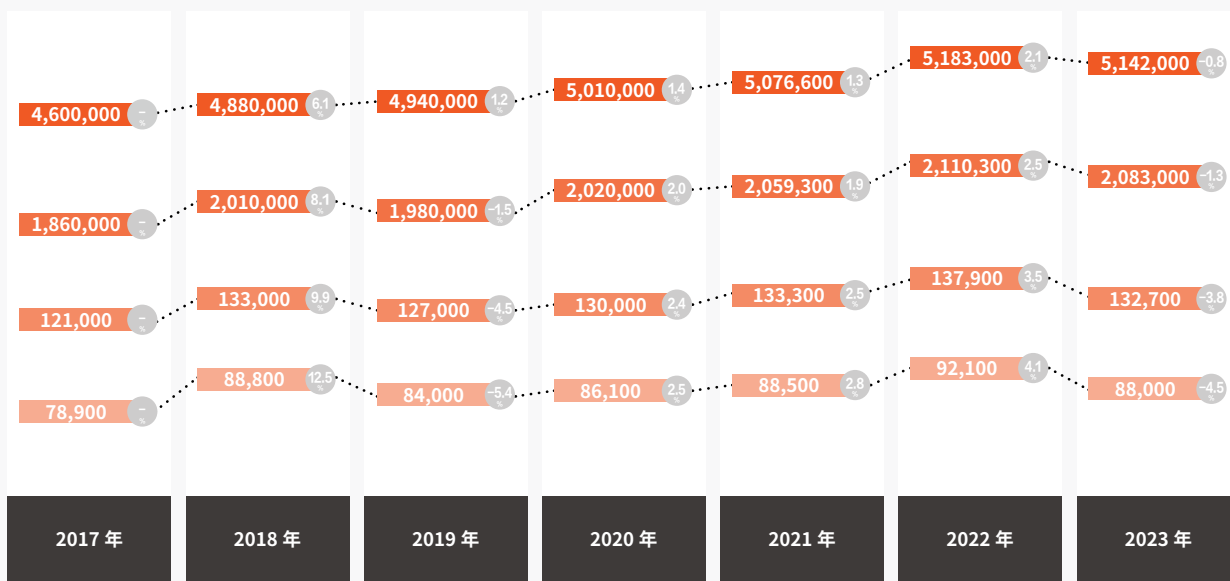 4,600,000 – %
4,880,000 6.1 %
4,940,000 1.2 %
5,010,000 1.4 %
5,076,600 1.3 %
5,183,000 2.1 %
5,142,000 −0.8 %
1,860,000 – %
2,010,000 8.1 %
1,980,000 −1.5 %
2,020,000 2.0 %
2,059,300 1.9 %
2,110,300 2.5 %
2,083,000 −1.3 %
121,000 – %
133,000 9.9 %
127,000 −4.5 %
130,000 2.4 %
133,300 2.5 %
137,900 3.5 %
132,700 −3.8 %
78,900 – %
88,800 12.5 %
84,000 −5.4 %
86,100 2.5 %
88,500 2.8 %
92,100 4.1 %
88,000 −4.5 %
2017 年
2018 年
2019 年
2020 年
2021 年
2022 年
2023 年